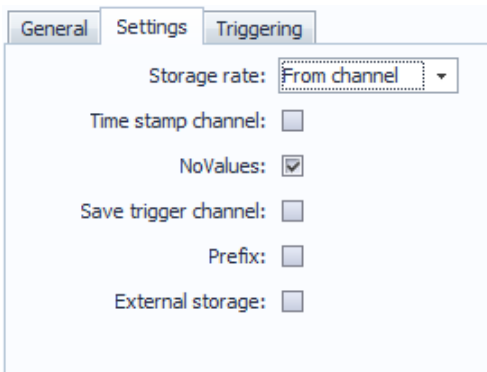 General Settings Triggering
Storage rate: From channel
Time stamp channel:
NoValues:
Save trigger channel:
Prefix:
External storage: